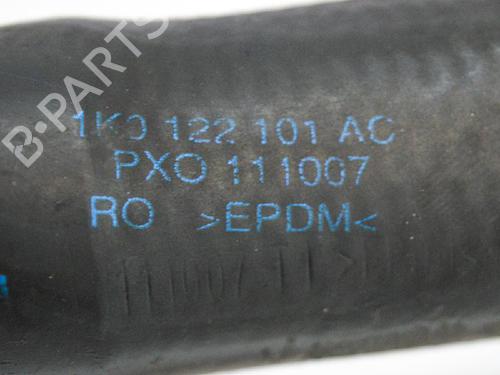 B-PARTS
1K0 122 101 AC
PXO 111007
RO >EPDM<